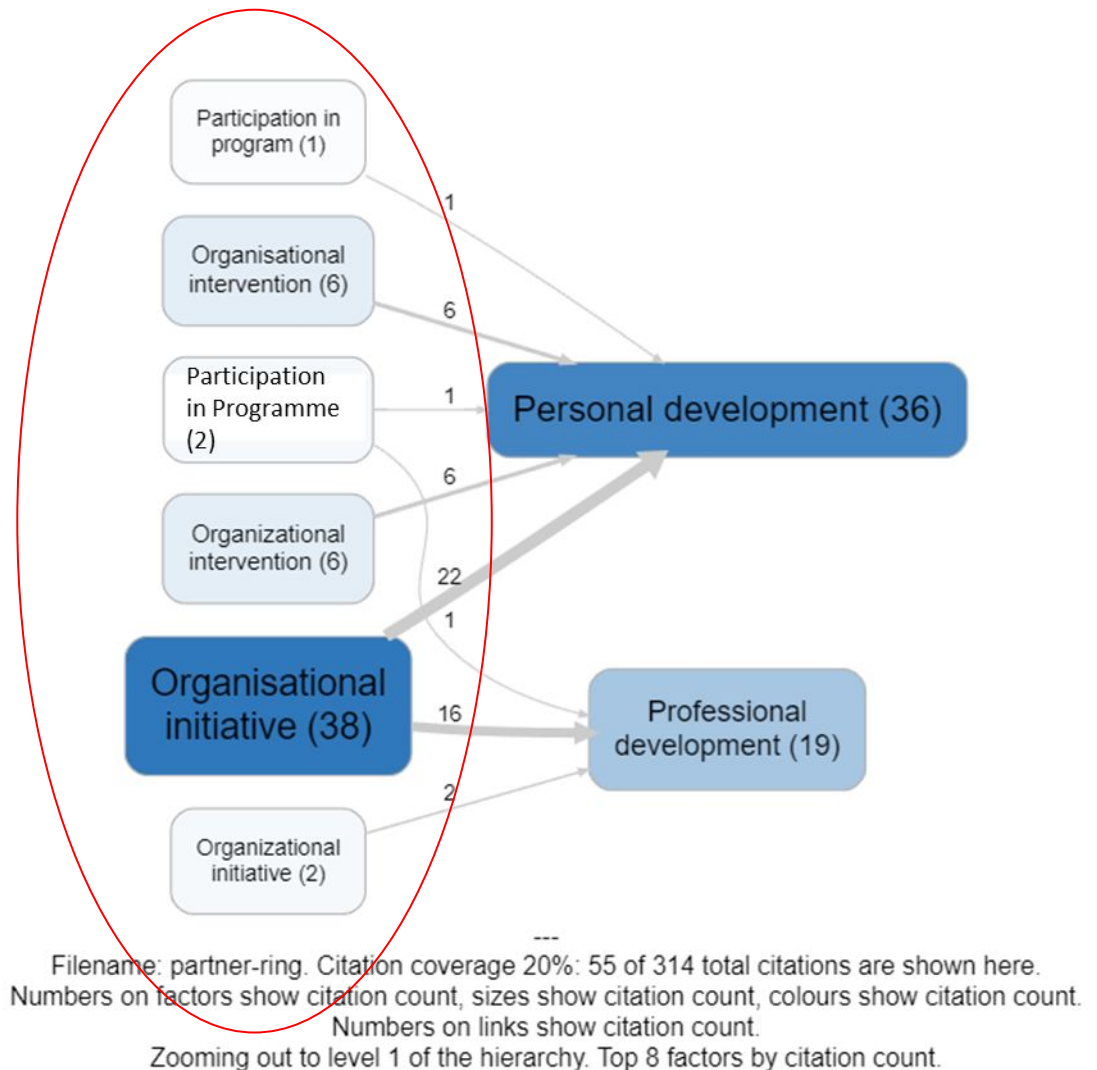 Participation in
program (1)
1
Organisational
intervention (6)
6
Participation
in Programme
(2)
1
Personal development (36)
6
Organizational
intervention (6)
22
1
Organisational
initiative (38)
16
Professional
development (19)
2
Organizational
initiative (2)
---
Filename: partner-ring. Citation coverage 20%: 55 of 314 total citations are shown here.
Numbers on factors show citation count, sizes show citation count, colours show citation count.
Numbers on links show citation count.
Zooming out to level 1 of the hierarchy. Top 8 factors by citation count.